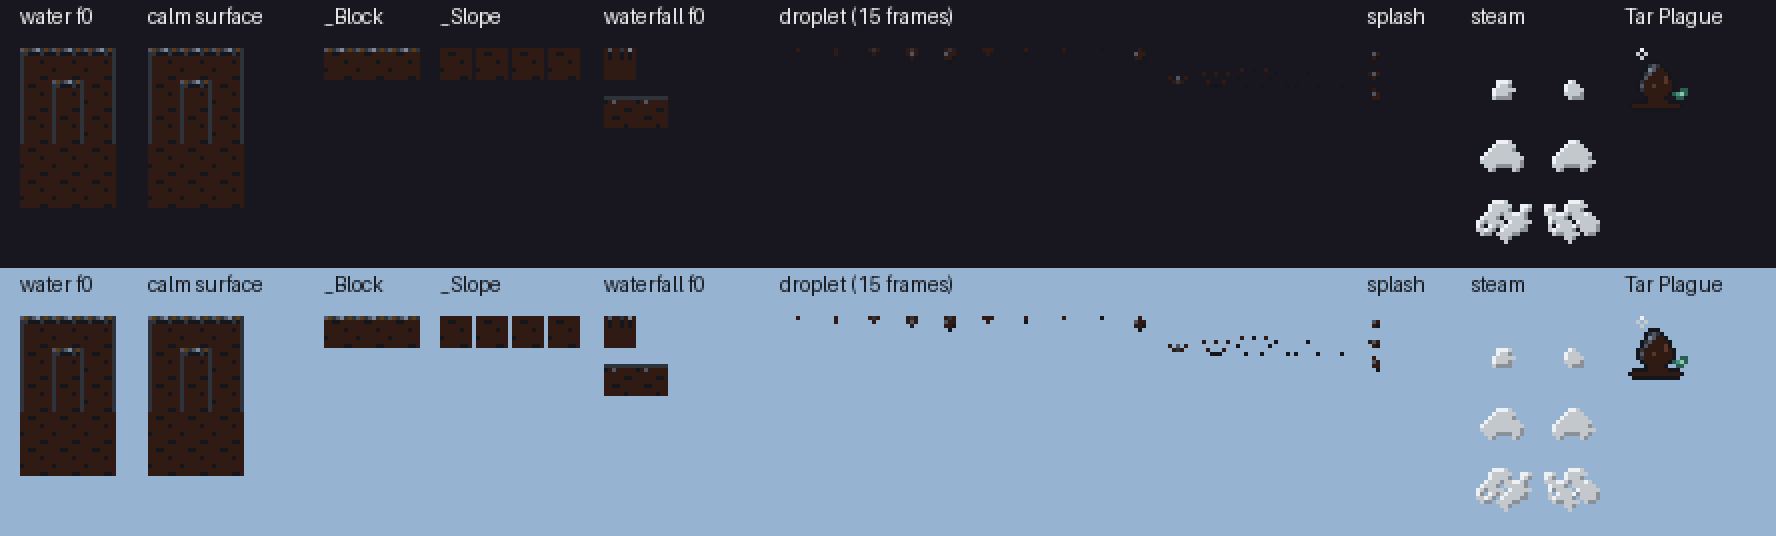 water f0 calm surface _Block _Slope waterfall f0 droplet (15 frames) splash steam Tar Plague
water f0 calm surface _Block _Slope waterfall f0 droplet (15 frames) splash steam Tar Plague